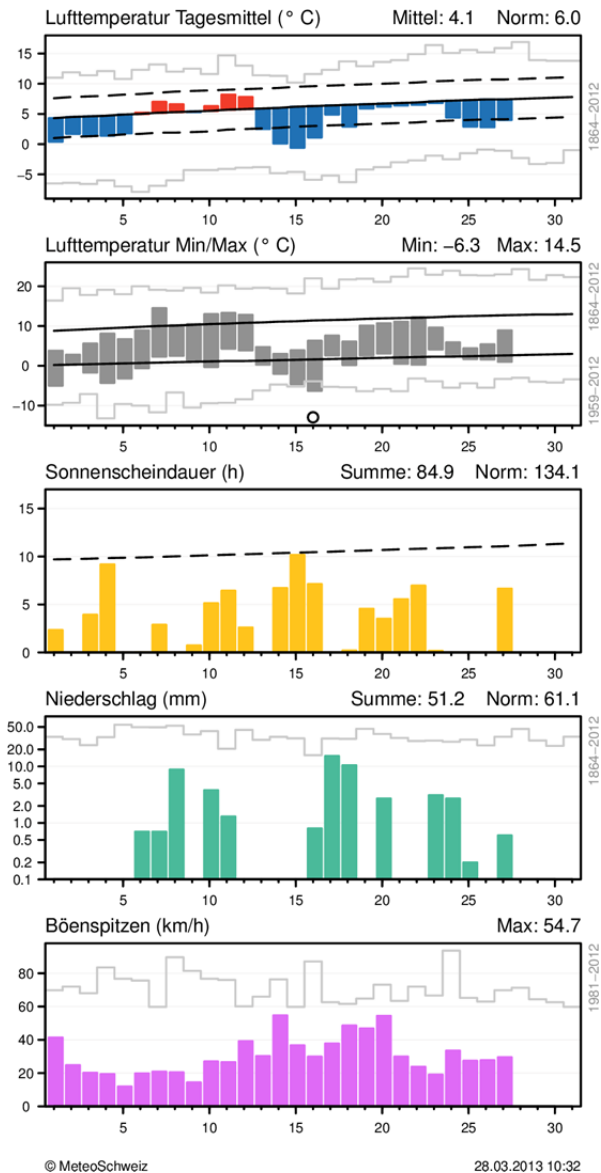 Lufttemperatur Tagesmittel (° C) Mittel: 4.1 Norm: 6.0
15
10
5
0
−5
5 10 15 20 25 30
1864−2012
Lufttemperatur Min/Max (° C) Min: −6.3 Max: 14.5
20
10
0
−10
5 10 15 20 25 30
1864−2012
1959−2012
Sonnenscheindauer (h) Summe: 84.9 Norm: 134.1
15
10
5
0
5 10 15 20 25 30
Niederschlag (mm) Summe: 51.2 Norm: 61.1
50.0
20.0
10.0
5.0
2.0
1.0
0.5
0.2
0.1
5 10 15 20 25 30
1864−2012
Böenspitzen (km/h) Max: 54.7
80
60
40
20
0
5 10 15 20 25 30
1981−2012
© MeteoSchweiz 28.03.2013 10:32